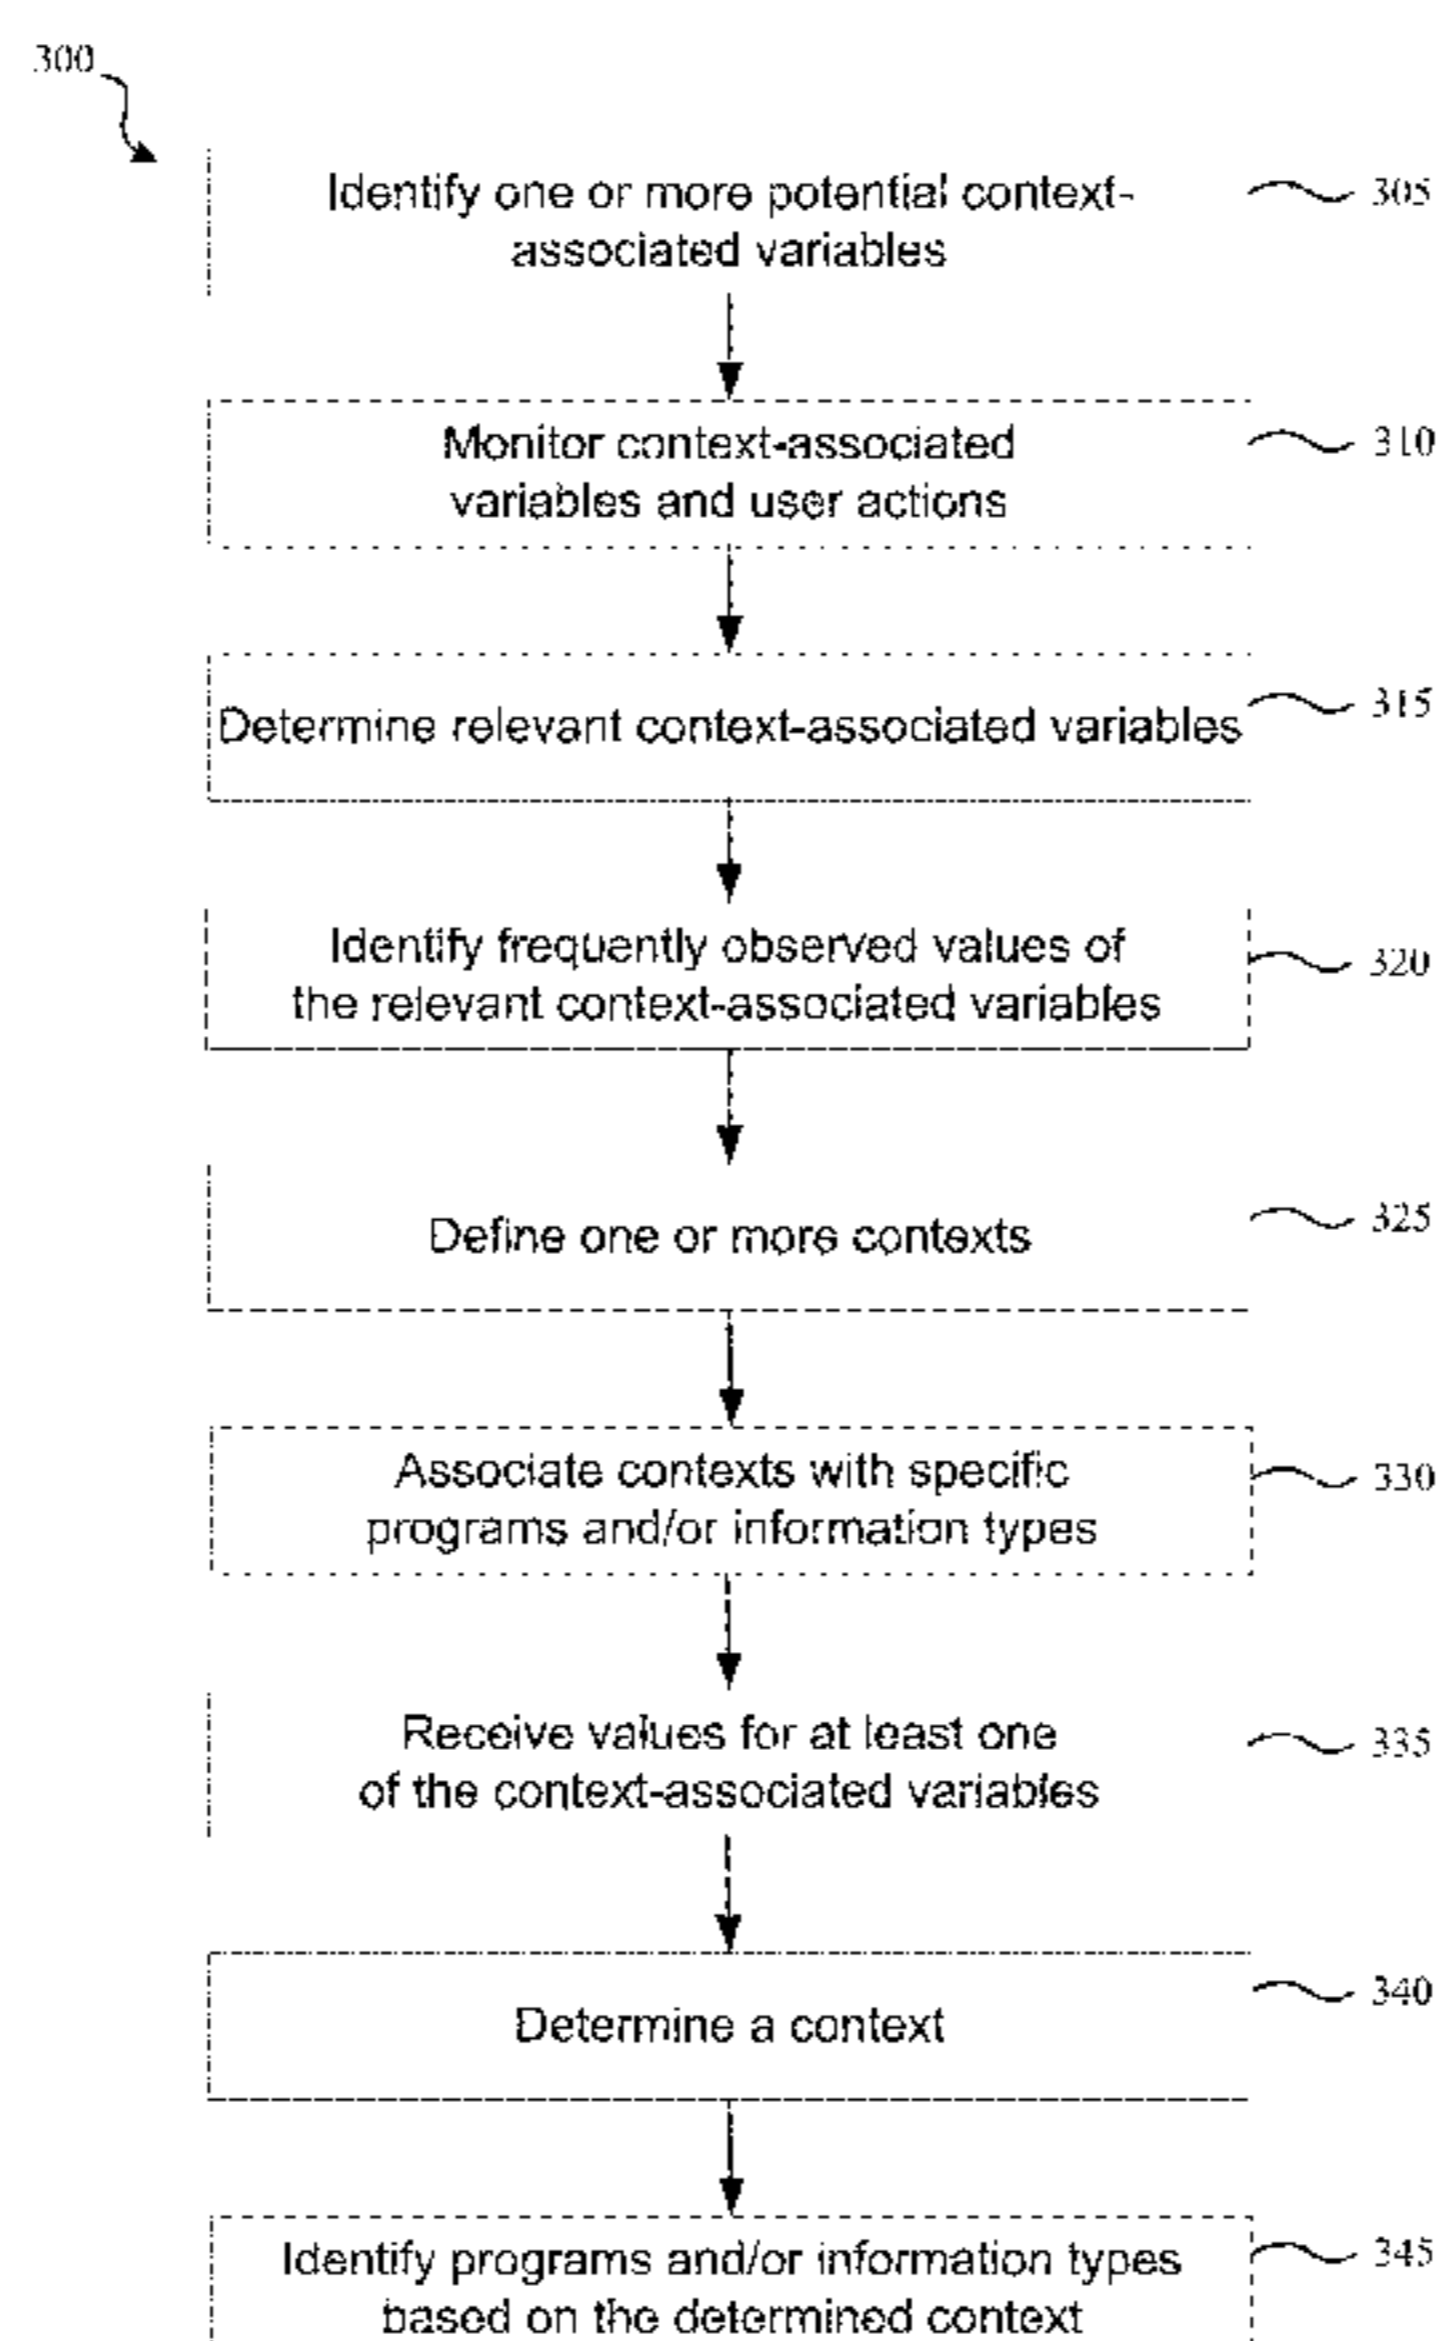 300
Identify one or more potential context-
associated variables
305
Monitor context-associated
variables and user actions
310
Determine relevant context-associated variables
315
Identify frequently observed values of
the relevant context-associated variables
320
Define one or more contexts
325
Associate contexts with specific
programs and/or information types
330
Receive values for at least one
of the context-associated variables
335
Determine a context
340
Identify programs and/or information types
based on the determined context
345